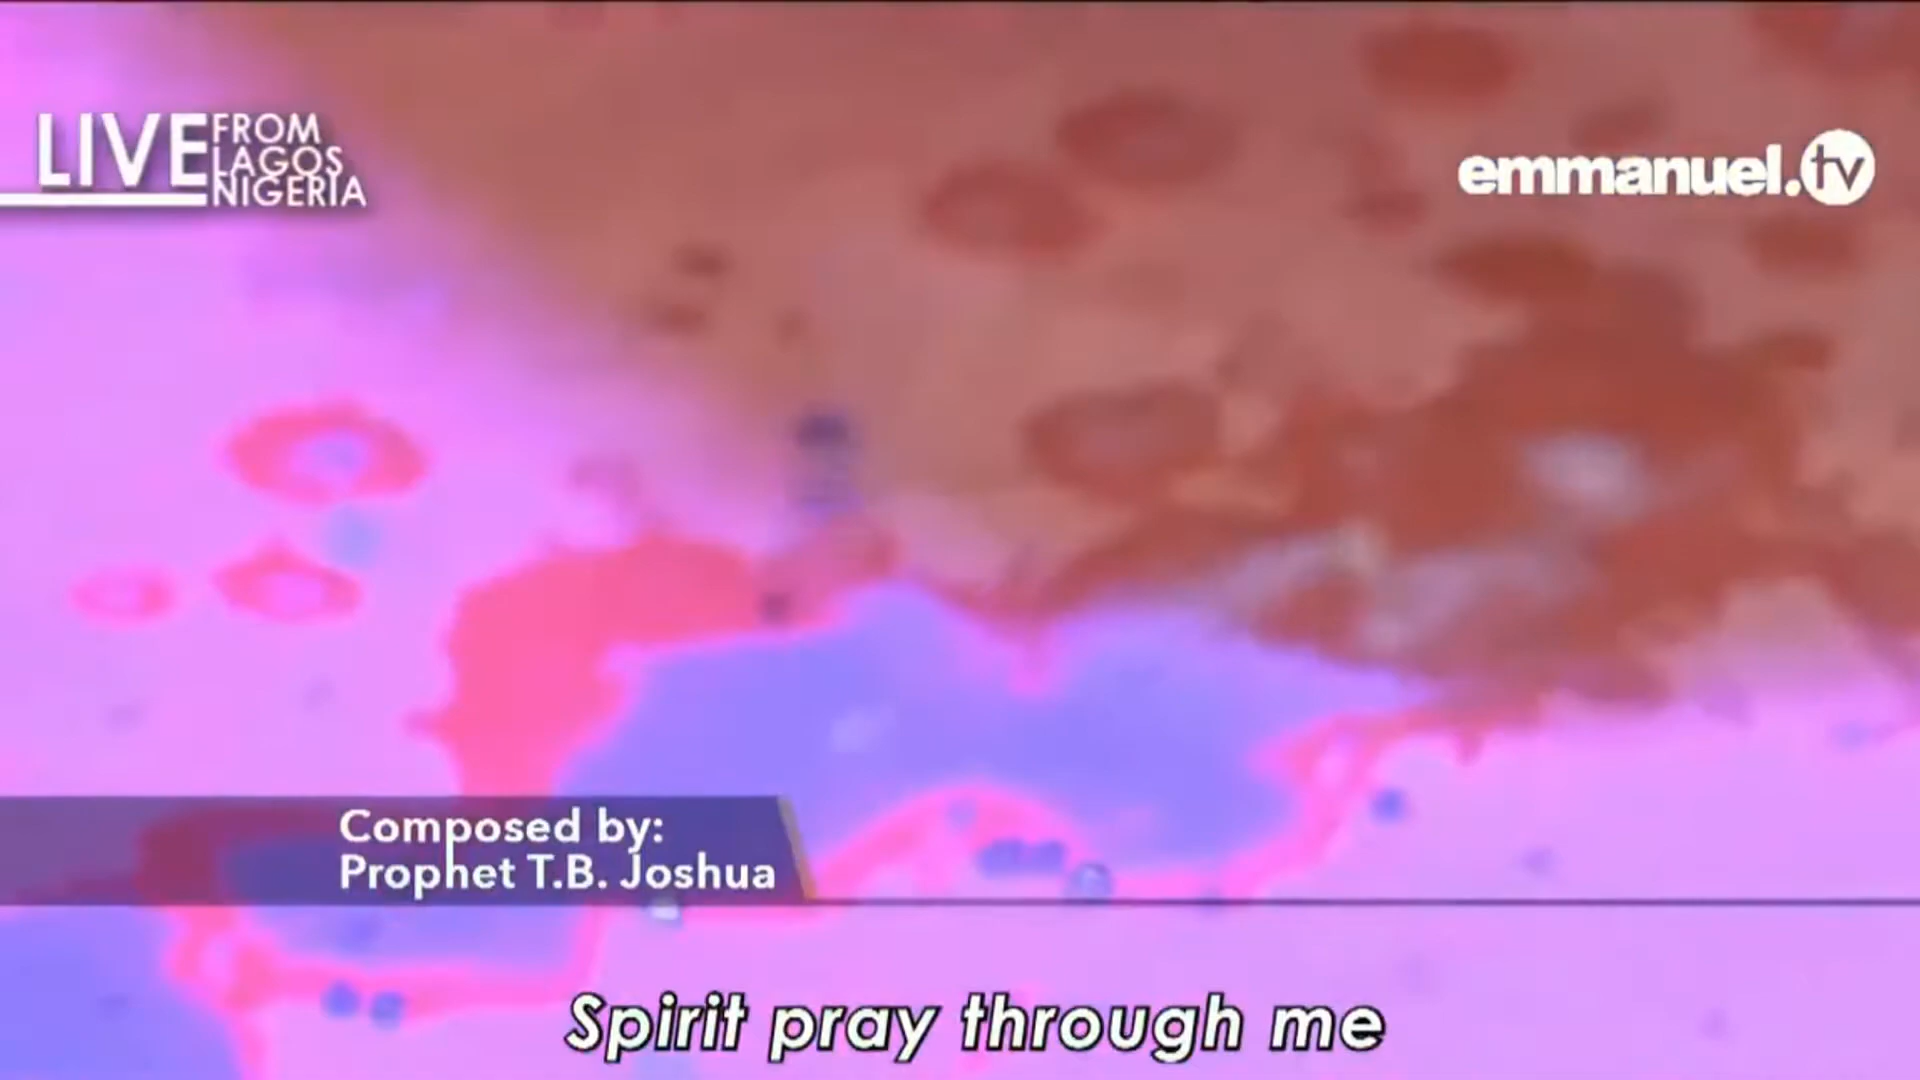 LIVE FROM
LAGOS
NIGERIA
emmanuel.tv
Composed by:
Prophet T.B. Joshua
Spirit pray through me